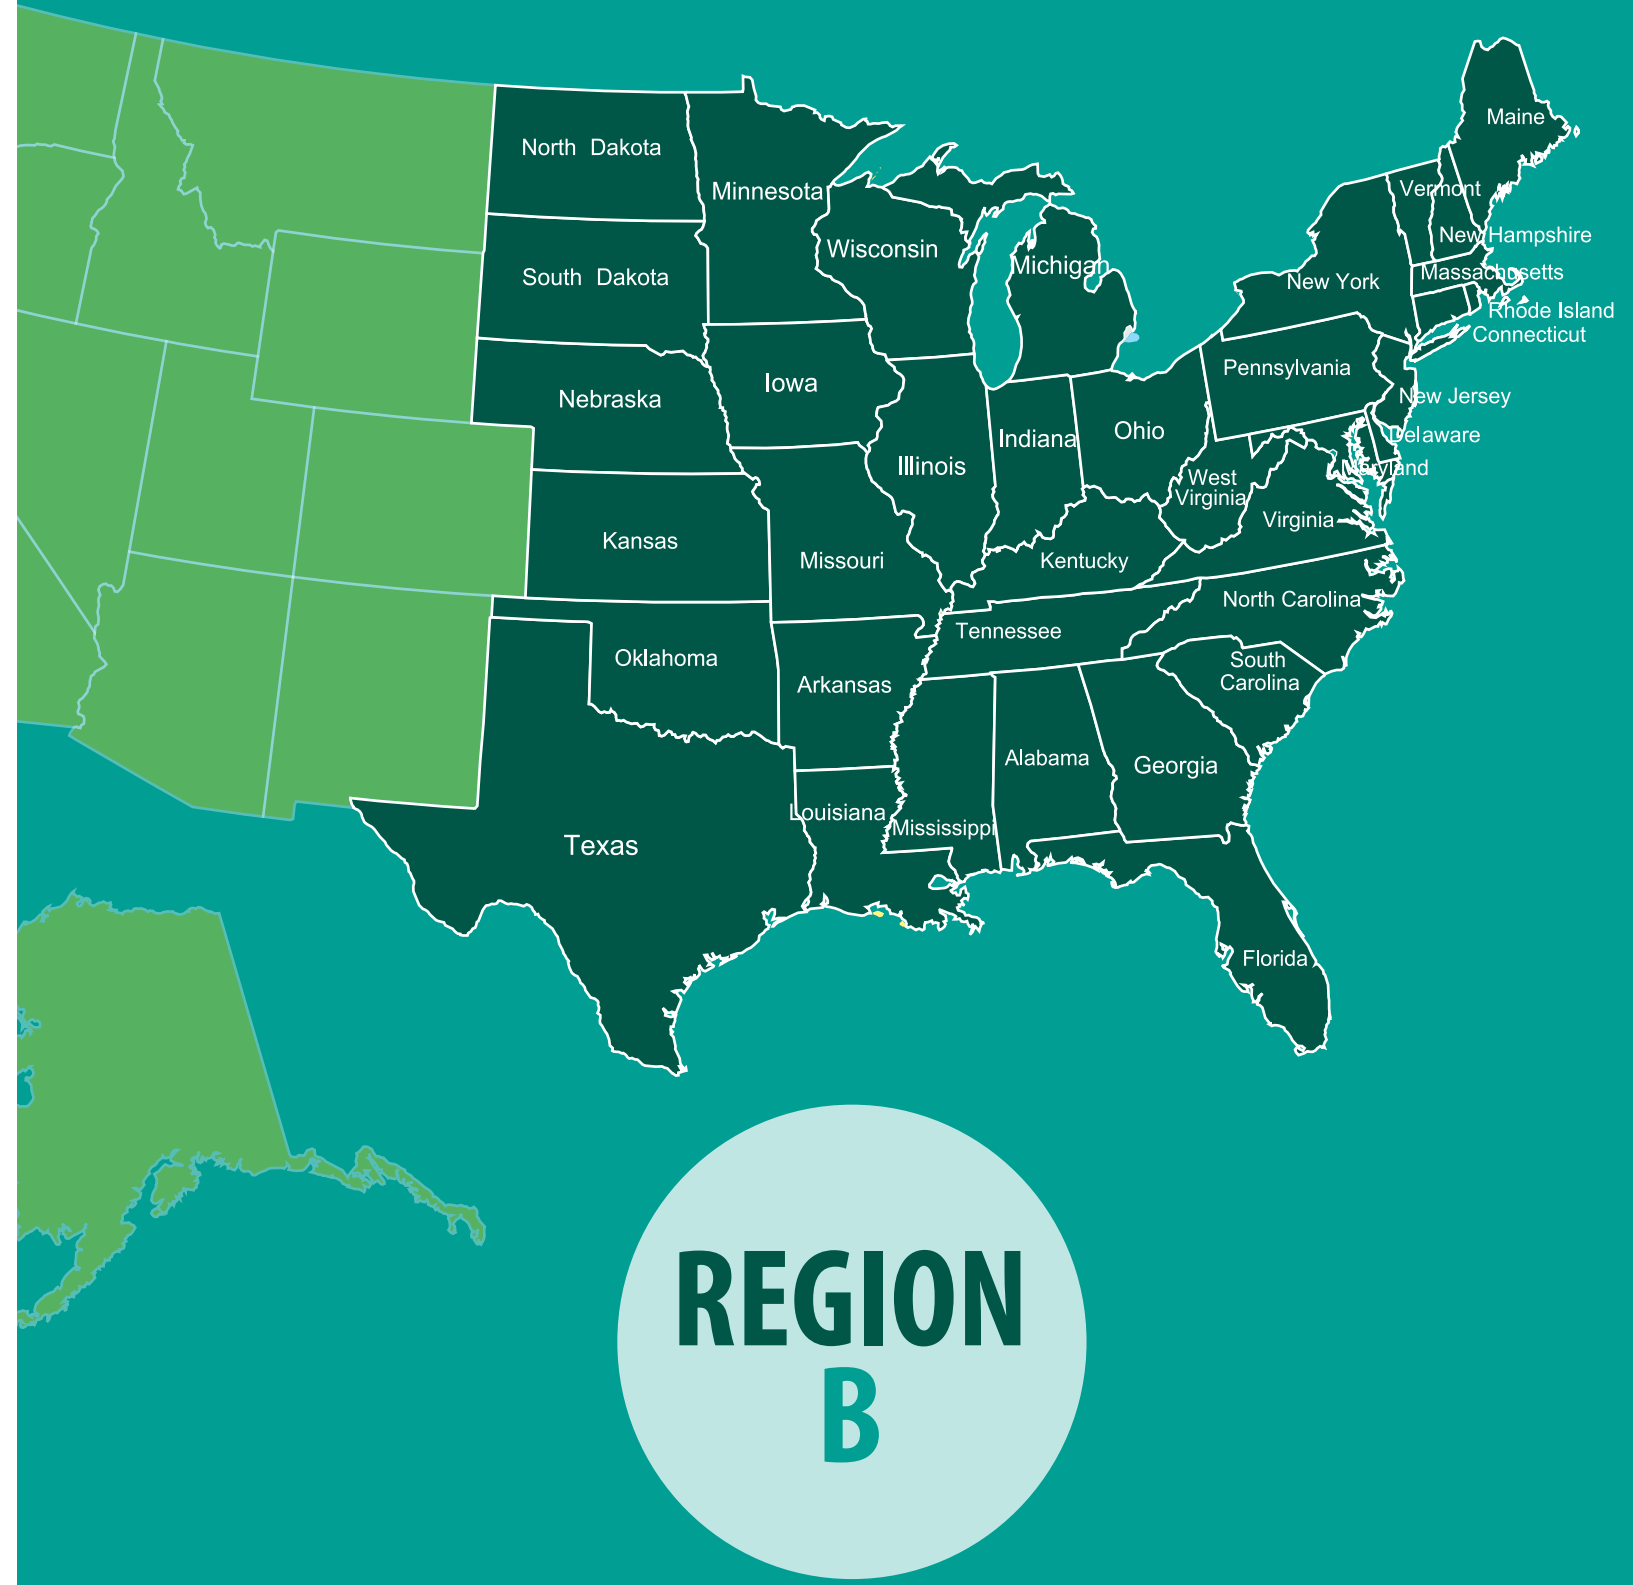 Maine
North Dakota
Minnesota
Vermont
New Hampshire
Wisconsin
Michigan
South Dakota
Massachusetts
New York
Rhode Island
Connecticut
Pennsylvania
Iowa
Nebraska
New Jersey
Ohio
Indiana
Delaware
Illinois
Maryland
West
Virginia
Virginia
Kansas
Missouri
Kentucky
North Carolina
Tennessee
Oklahoma
South
Carolina
Arkansas
Alabama
Georgia
Louisiana
Mississippi
Texas
Florida
REGION
B